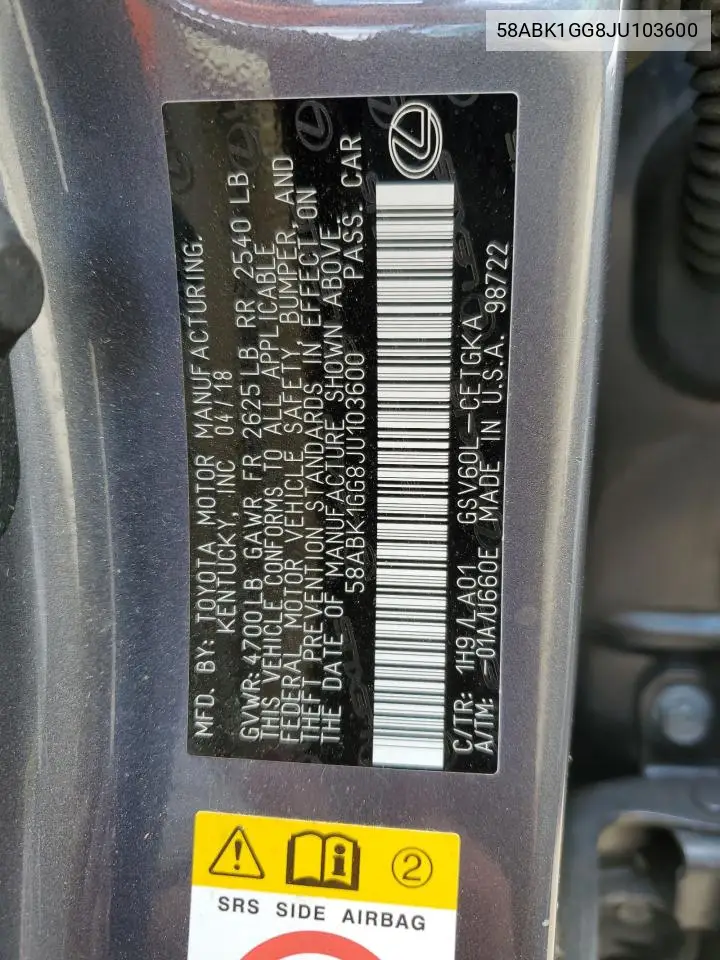 58ABK1GG8JU103600
MFD. BY: TOYOTA MOTOR MANUFACTURING,
KENTUCKY, INC 04/18
GVWR: 4700LB GAWR FR 2625LB RR 2540 LB
THIS VEHICLE CONFORMS TO ALL APPLICABLE
FEDERAL MOTOR VEHICLE SAFETY, BUMPER, AND
THEFT PREVENTION STANDARDS IN EFFECT ON
THE DATE OF MANUFACTURE SHOWN ABOVE.
58ABK1GG8JU103600 PASS. CAR
C/TR: 1H9/LA01 GSV60L-CETGKA
A/TM: -01A/U660E MADE IN U.S.A. 98722
2
SRS SIDE AIRBAG